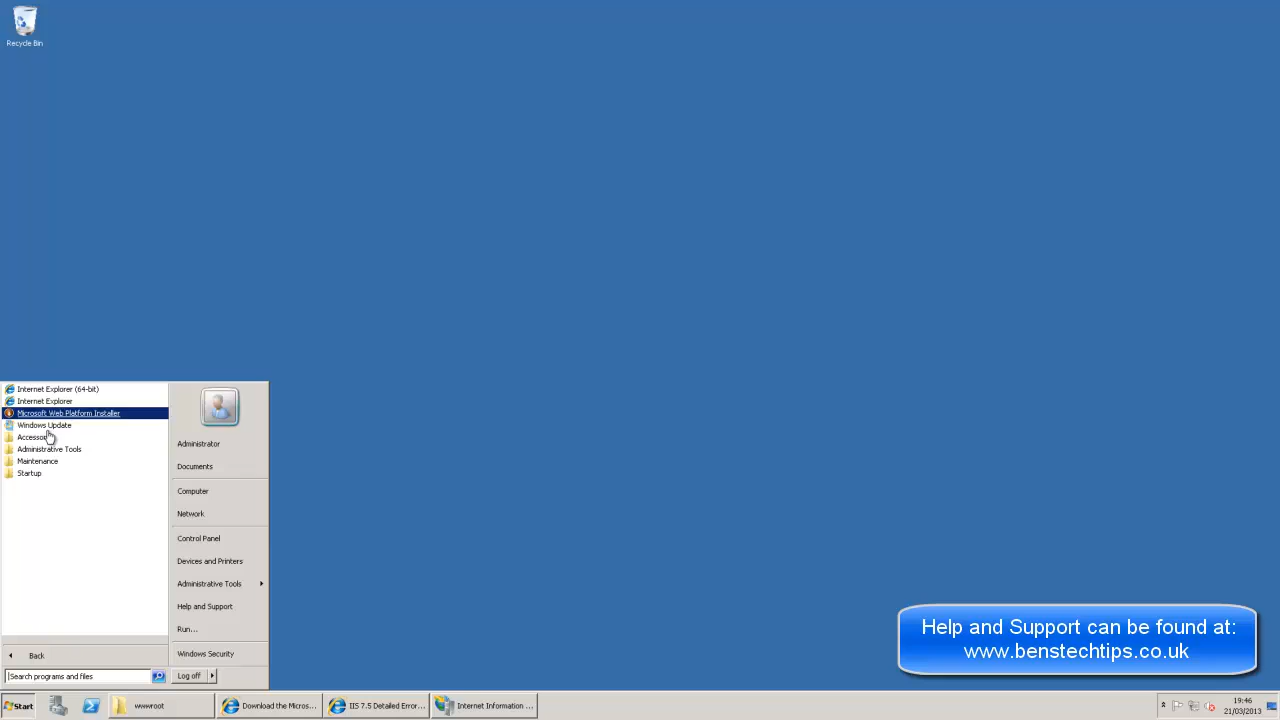 Recycle Bin
Internet Explorer (64-bit)
Internet Explorer
Microsoft Web Platform Installer
Windows Update
Administrative Tools
Maintenance
Startup
Back
Search programs and files
Administrator
Documents
Computer
Network
Control Panel
Devices and Printers
Administrative Tools
Help and Support
Run...
Windows Security
Log off
Help and Support can be found at:
www.benstechtips.co.uk
Start
wwwroot
Download the Micros...
IIS 7.5 Detailed Error...
Internet Information ...
19:46
21/03/2013